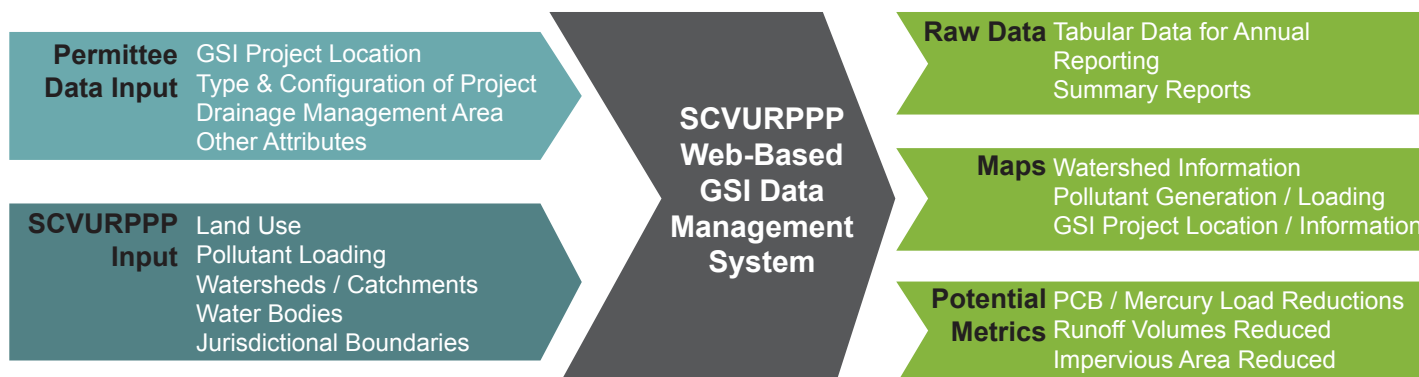 Permittee
Data Input
GSI Project Location
Type & Configuration of Project
Drainage Management Area
Other Attributes
SCVURPPP
Input
Land Use
Pollutant Loading
Watersheds / Catchments
Water Bodies
Jurisdictional Boundaries
SCVURPPP
Web-Based
GSI Data
Management
System
Raw Data
Tabular Data for Annual
Reporting
Summary Reports
Maps
Watershed Information
Pollutant Generation / Loading
GSI Project Location / Information
Potential
Metrics
PCB / Mercury Load Reductions
Runoff Volumes Reduced
Impervious Area Reduced